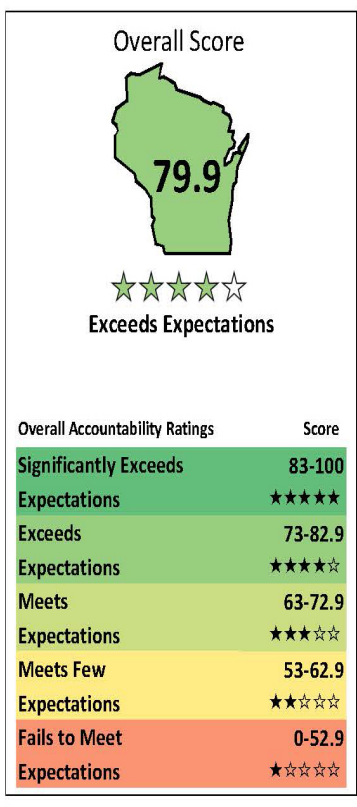 Overall Score
79.9
★★★★☆
Exceeds Expectations
Overall Accountability Ratings Score
Significantly Exceeds 83-100
Expectations ★★★★★
Exceeds 73-82.9
Expectations ★★★★☆
Meets 63-72.9
Expectations ★★★☆☆
Meets Few 53-62.9
Expectations ★★☆☆☆
Fails to Meet 0-52.9
Expectations ★☆☆☆☆